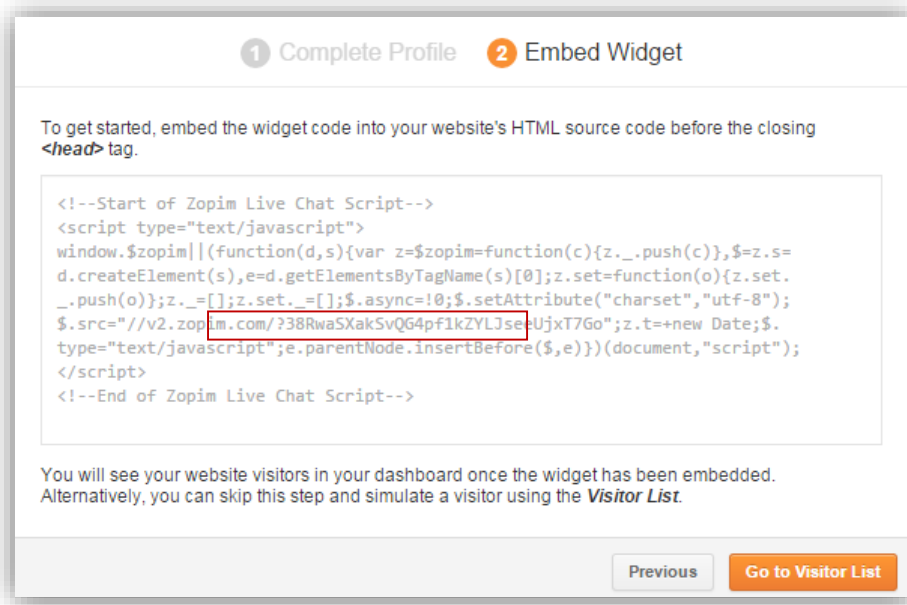 1 Complete Profile 2 Embed Widget
To get started, embed the widget code into your website's HTML source code before the closing
<head> tag.
<!--Start of Zopim Live Chat Script-->
<script type="text/javascript">
window.$zopim||(function(d,s){var z=$zopim=function(c){z._.push(c)},$=z.s=
d.createElement(s),e=d.getElementsByTagName(s)[0];z.set=function(o){z.set.
_.push(o)};z._=[];z.set._=[];$.async=!0;$.setAttribute("charset","utf-8");
$.src="//v2.zopim.com/?38RwaSXakSvQG4pf1kZYLJseeUjxT7Go";z.t=+new Date;$.
type="text/javascript";e.parentNode.insertBefore($,e)})(document,"script");
</script>
<!--End of Zopim Live Chat Script-->
You will see your website visitors in your dashboard once the widget has been embedded.
Alternatively, you can skip this step and simulate a visitor using the Visitor List.
Previous Go to Visitor List